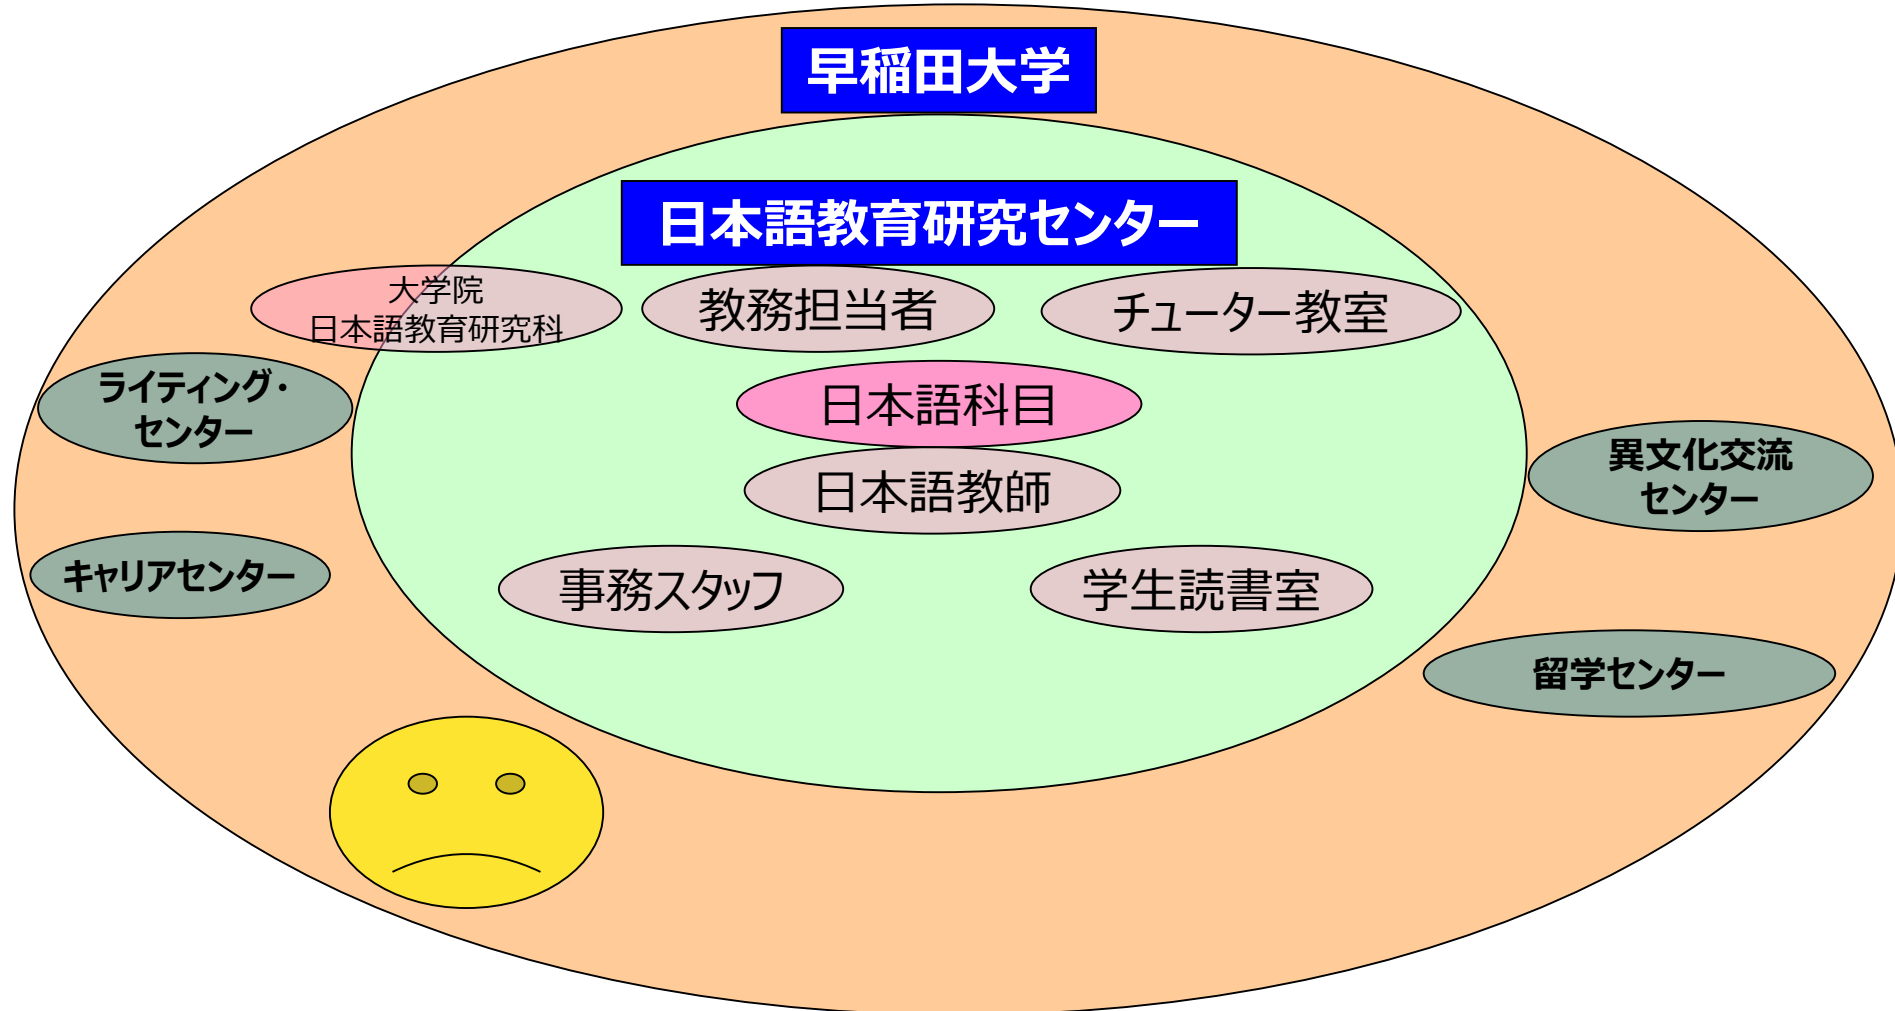 早稲田大学
日本語教育研究センター
大学院
日本語教育研究科
教務担当者
チューター教室
ライティング・
センター
日本語科目
異文化交流
センター
日本語教師
キャリアセンター
事務スタッフ
学生読書室
留学センター